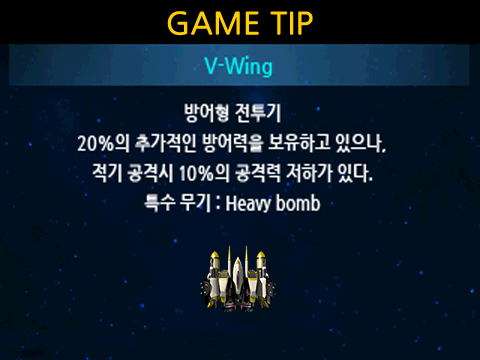 GAME TIP
V-Wing
방어형 전투기
20%의 추가적인 방어력을 보유하고 있으나,
적기 공격시 10%의 공격력 저하가 있다.
특수 무기 : Heavy bomb